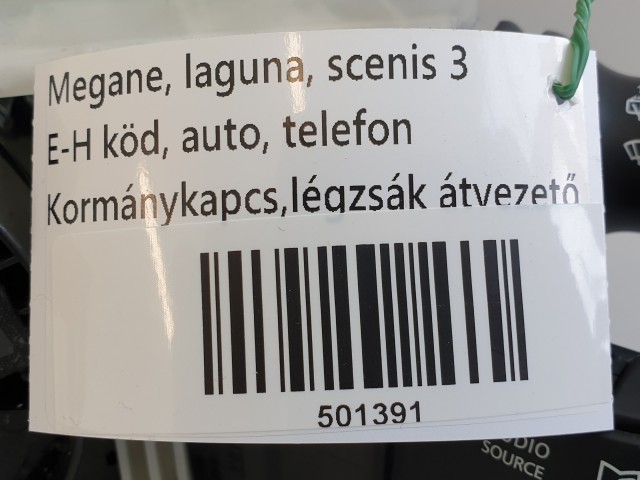 Megane, laguna, scenis 3
E-H köd, auto, telefon
Kormánykapcs,légzsák átvezető
501391
SOURCE